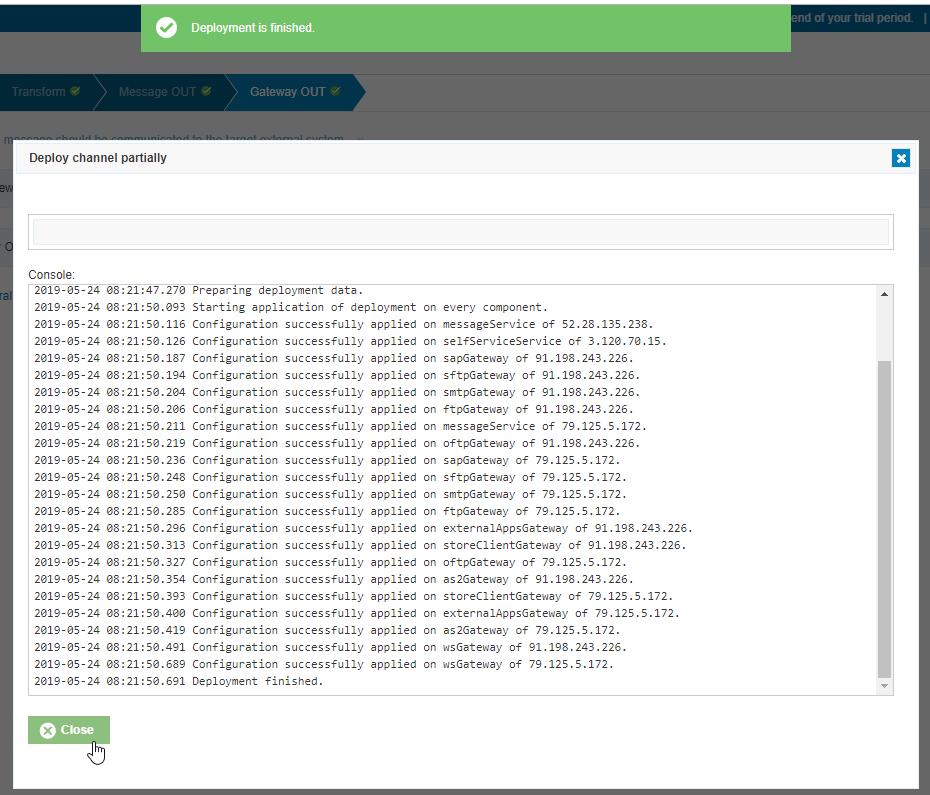 Deployment is finished.
end of your trial period. |
Transform
Message OUT
Gateway OUT
message should be communicated to the target external system
Deploy channel partially
Console:
2019-05-24 08:21:47.270 Preparing deployment data.
2019-05-24 08:21:50.093 Starting application of deployment on every component.
2019-05-24 08:21:50.116 Configuration successfully applied on messageService of 52.28.135.238.
2019-05-24 08:21:50.126 Configuration successfully applied on selfServiceService of 3.120.70.15.
2019-05-24 08:21:50.187 Configuration successfully applied on sapGateway of 91.198.243.226.
2019-05-24 08:21:50.194 Configuration successfully applied on sftpGateway of 91.198.243.226.
2019-05-24 08:21:50.204 Configuration successfully applied on smtpGateway of 91.198.243.226.
2019-05-24 08:21:50.206 Configuration successfully applied on ftpGateway of 91.198.243.226.
2019-05-24 08:21:50.211 Configuration successfully applied on messageService of 79.125.5.172.
2019-05-24 08:21:50.219 Configuration successfully applied on oftpGateway of 91.198.243.226.
2019-05-24 08:21:50.236 Configuration successfully applied on sapGateway of 79.125.5.172.
2019-05-24 08:21:50.248 Configuration successfully applied on sftpGateway of 79.125.5.172.
2019-05-24 08:21:50.250 Configuration successfully applied on smtpGateway of 79.125.5.172.
2019-05-24 08:21:50.285 Configuration successfully applied on ftpGateway of 79.125.5.172.
2019-05-24 08:21:50.296 Configuration successfully applied on externalAppsGateway of 91.198.243.226.
2019-05-24 08:21:50.313 Configuration successfully applied on storeClientGateway of 91.198.243.226.
2019-05-24 08:21:50.327 Configuration successfully applied on oftpGateway of 79.125.5.172.
2019-05-24 08:21:50.354 Configuration successfully applied on as2Gateway of 91.198.243.226.
2019-05-24 08:21:50.393 Configuration successfully applied on storeClientGateway of 79.125.5.172.
2019-05-24 08:21:50.400 Configuration successfully applied on externalAppsGateway of 79.125.5.172.
2019-05-24 08:21:50.419 Configuration successfully applied on as2Gateway of 79.125.5.172.
2019-05-24 08:21:50.491 Configuration successfully applied on wsGateway of 91.198.243.226.
2019-05-24 08:21:50.689 Configuration successfully applied on wsGateway of 79.125.5.172.
2019-05-24 08:21:50.691 Deployment finished.
Close